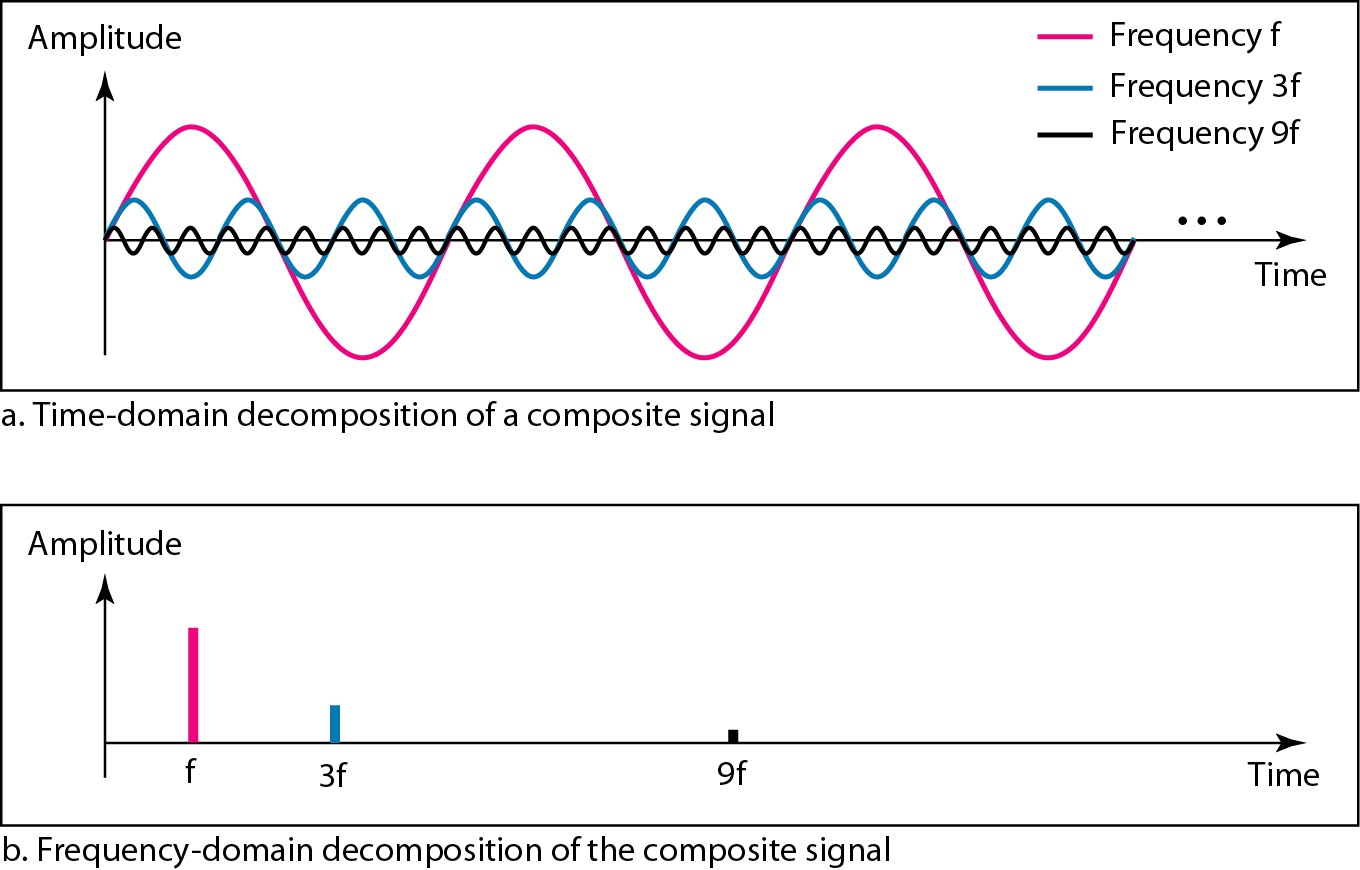 Amplitude
Frequency f
Frequency 3f
Frequency 9f
Time
a. Time-domain decomposition of a composite signal
Amplitude
f
3f
9f
Time
b. Frequency-domain decomposition of the composite signal